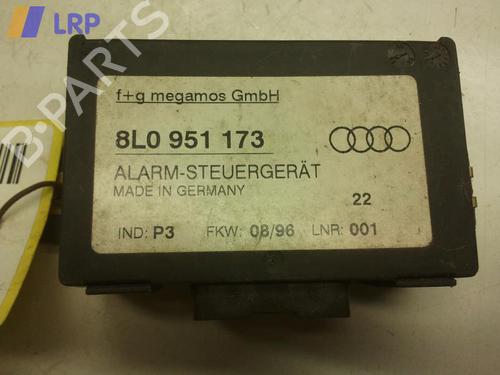 LRP
B-PARTS
f+g megamos GmbH
8L0 951 173
ALARM-STEUERGERÄT
MADE IN GERMANY
22
IND: P3 FKW: 08/96 LNR: 001